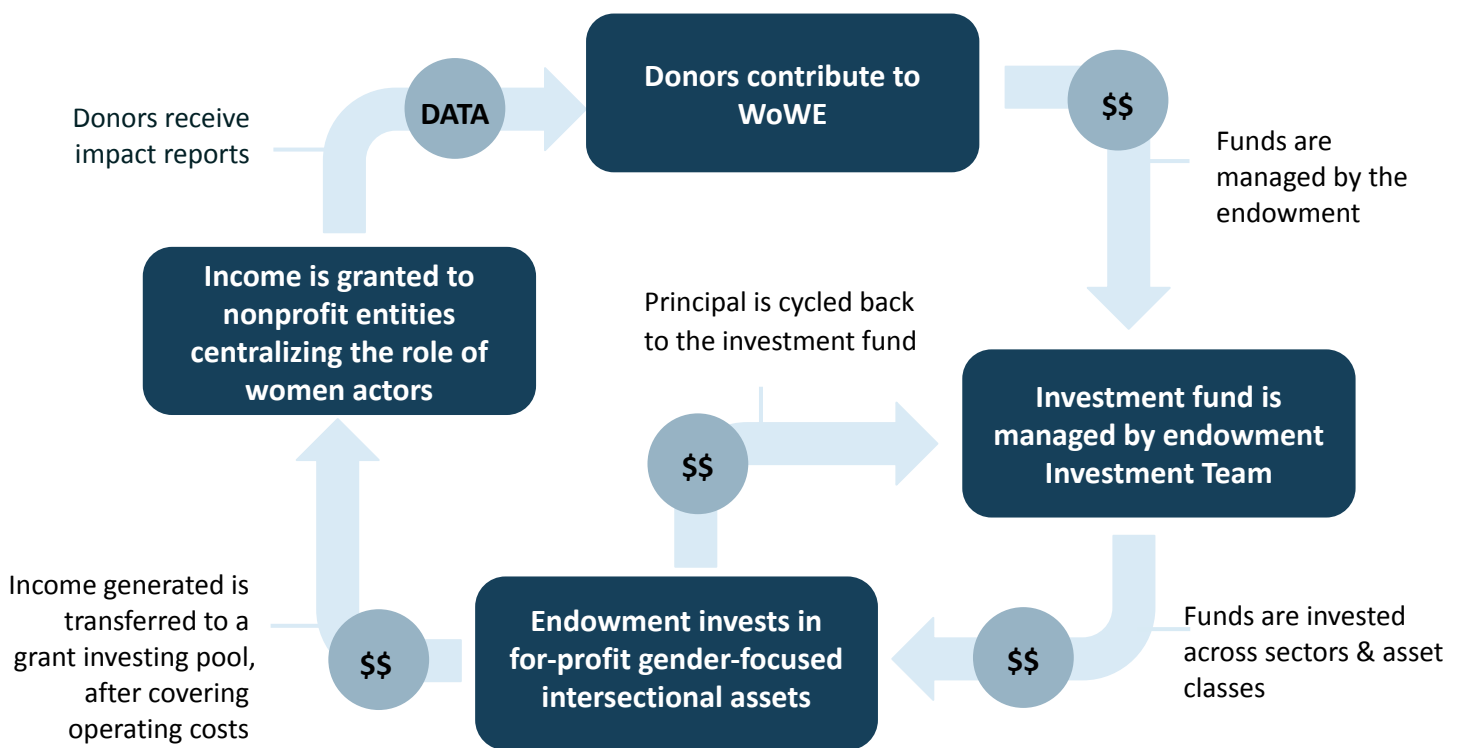 Donors contribute to
WoWE
DATA
$$
Donors receive
impact reports
Funds are
managed by the
endowment
Income is granted to
nonprofit entities
centralizing the role of
women actors
Principal is cycled back
to the investment fund
Investment fund is
managed by endowment
Investment Team
$$
Income generated is
transferred to a
grant investing pool,
after covering
operating costs
$$
Endowment invests in
for-profit gender-focused
intersectional assets
$$
Funds are invested
across sectors & asset
classes